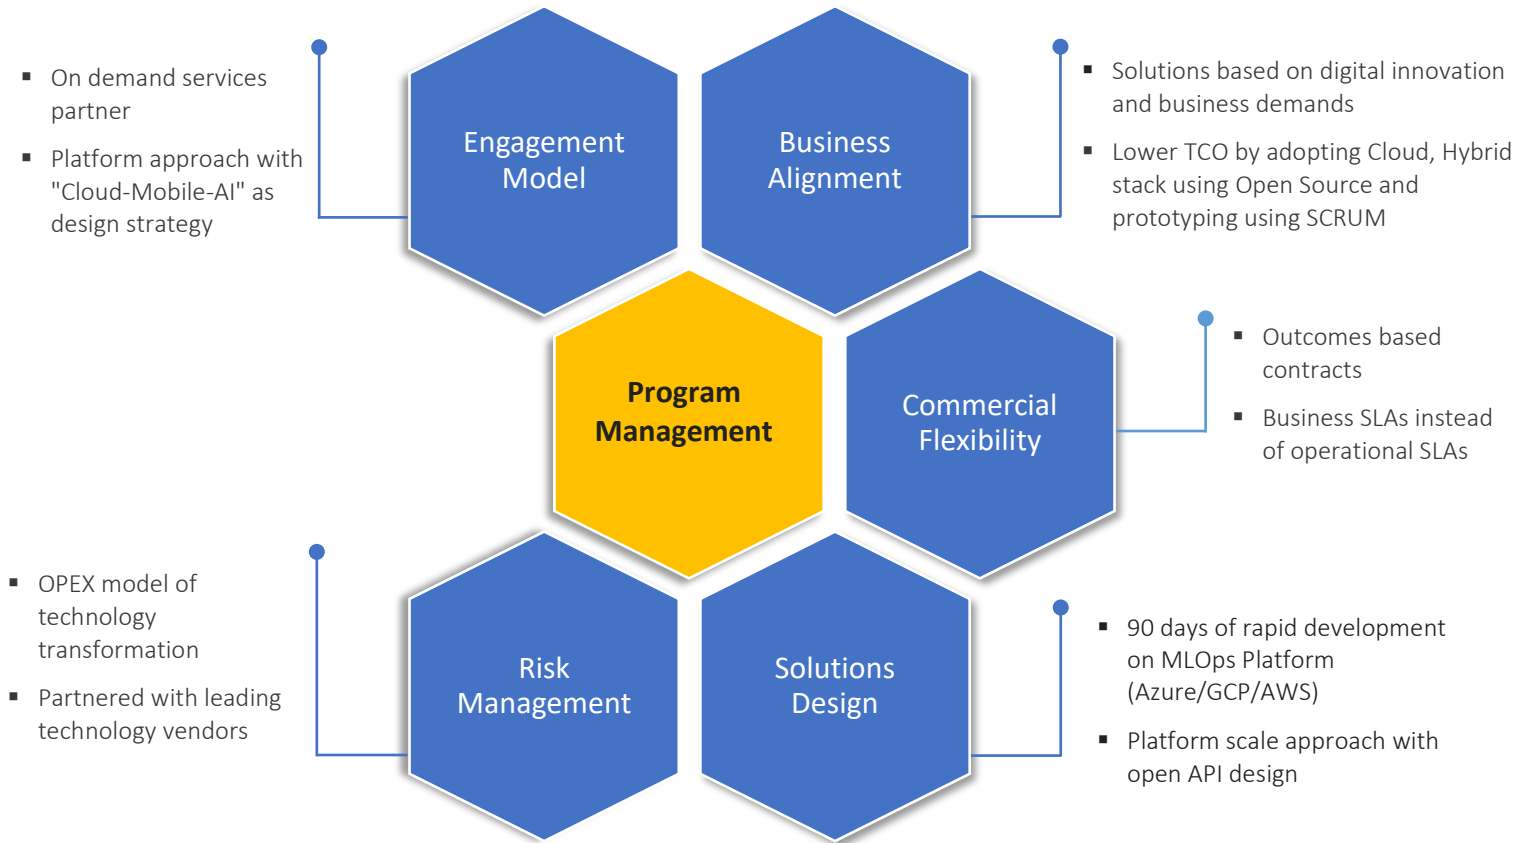 ▪ On demand services
partner
▪ Platform approach with
"Cloud-Mobile-AI" as
design strategy
Engagement
Model
Business
Alignment
▪ Solutions based on digital innovation
and business demands
▪ Lower TCO by adopting Cloud, Hybrid
stack using Open Source and
prototyping using SCRUM
Program
Management
Commercial
Flexibility
▪ Outcomes based
contracts
▪ Business SLAs instead
of operational SLAs
▪ OPEX model of
technology
transformation
▪ Partnered with leading
technology vendors
Risk
Management
Solutions
Design
▪ 90 days of rapid development
on MLOps Platform
(Azure/GCP/AWS)
▪ Platform scale approach with
open API design